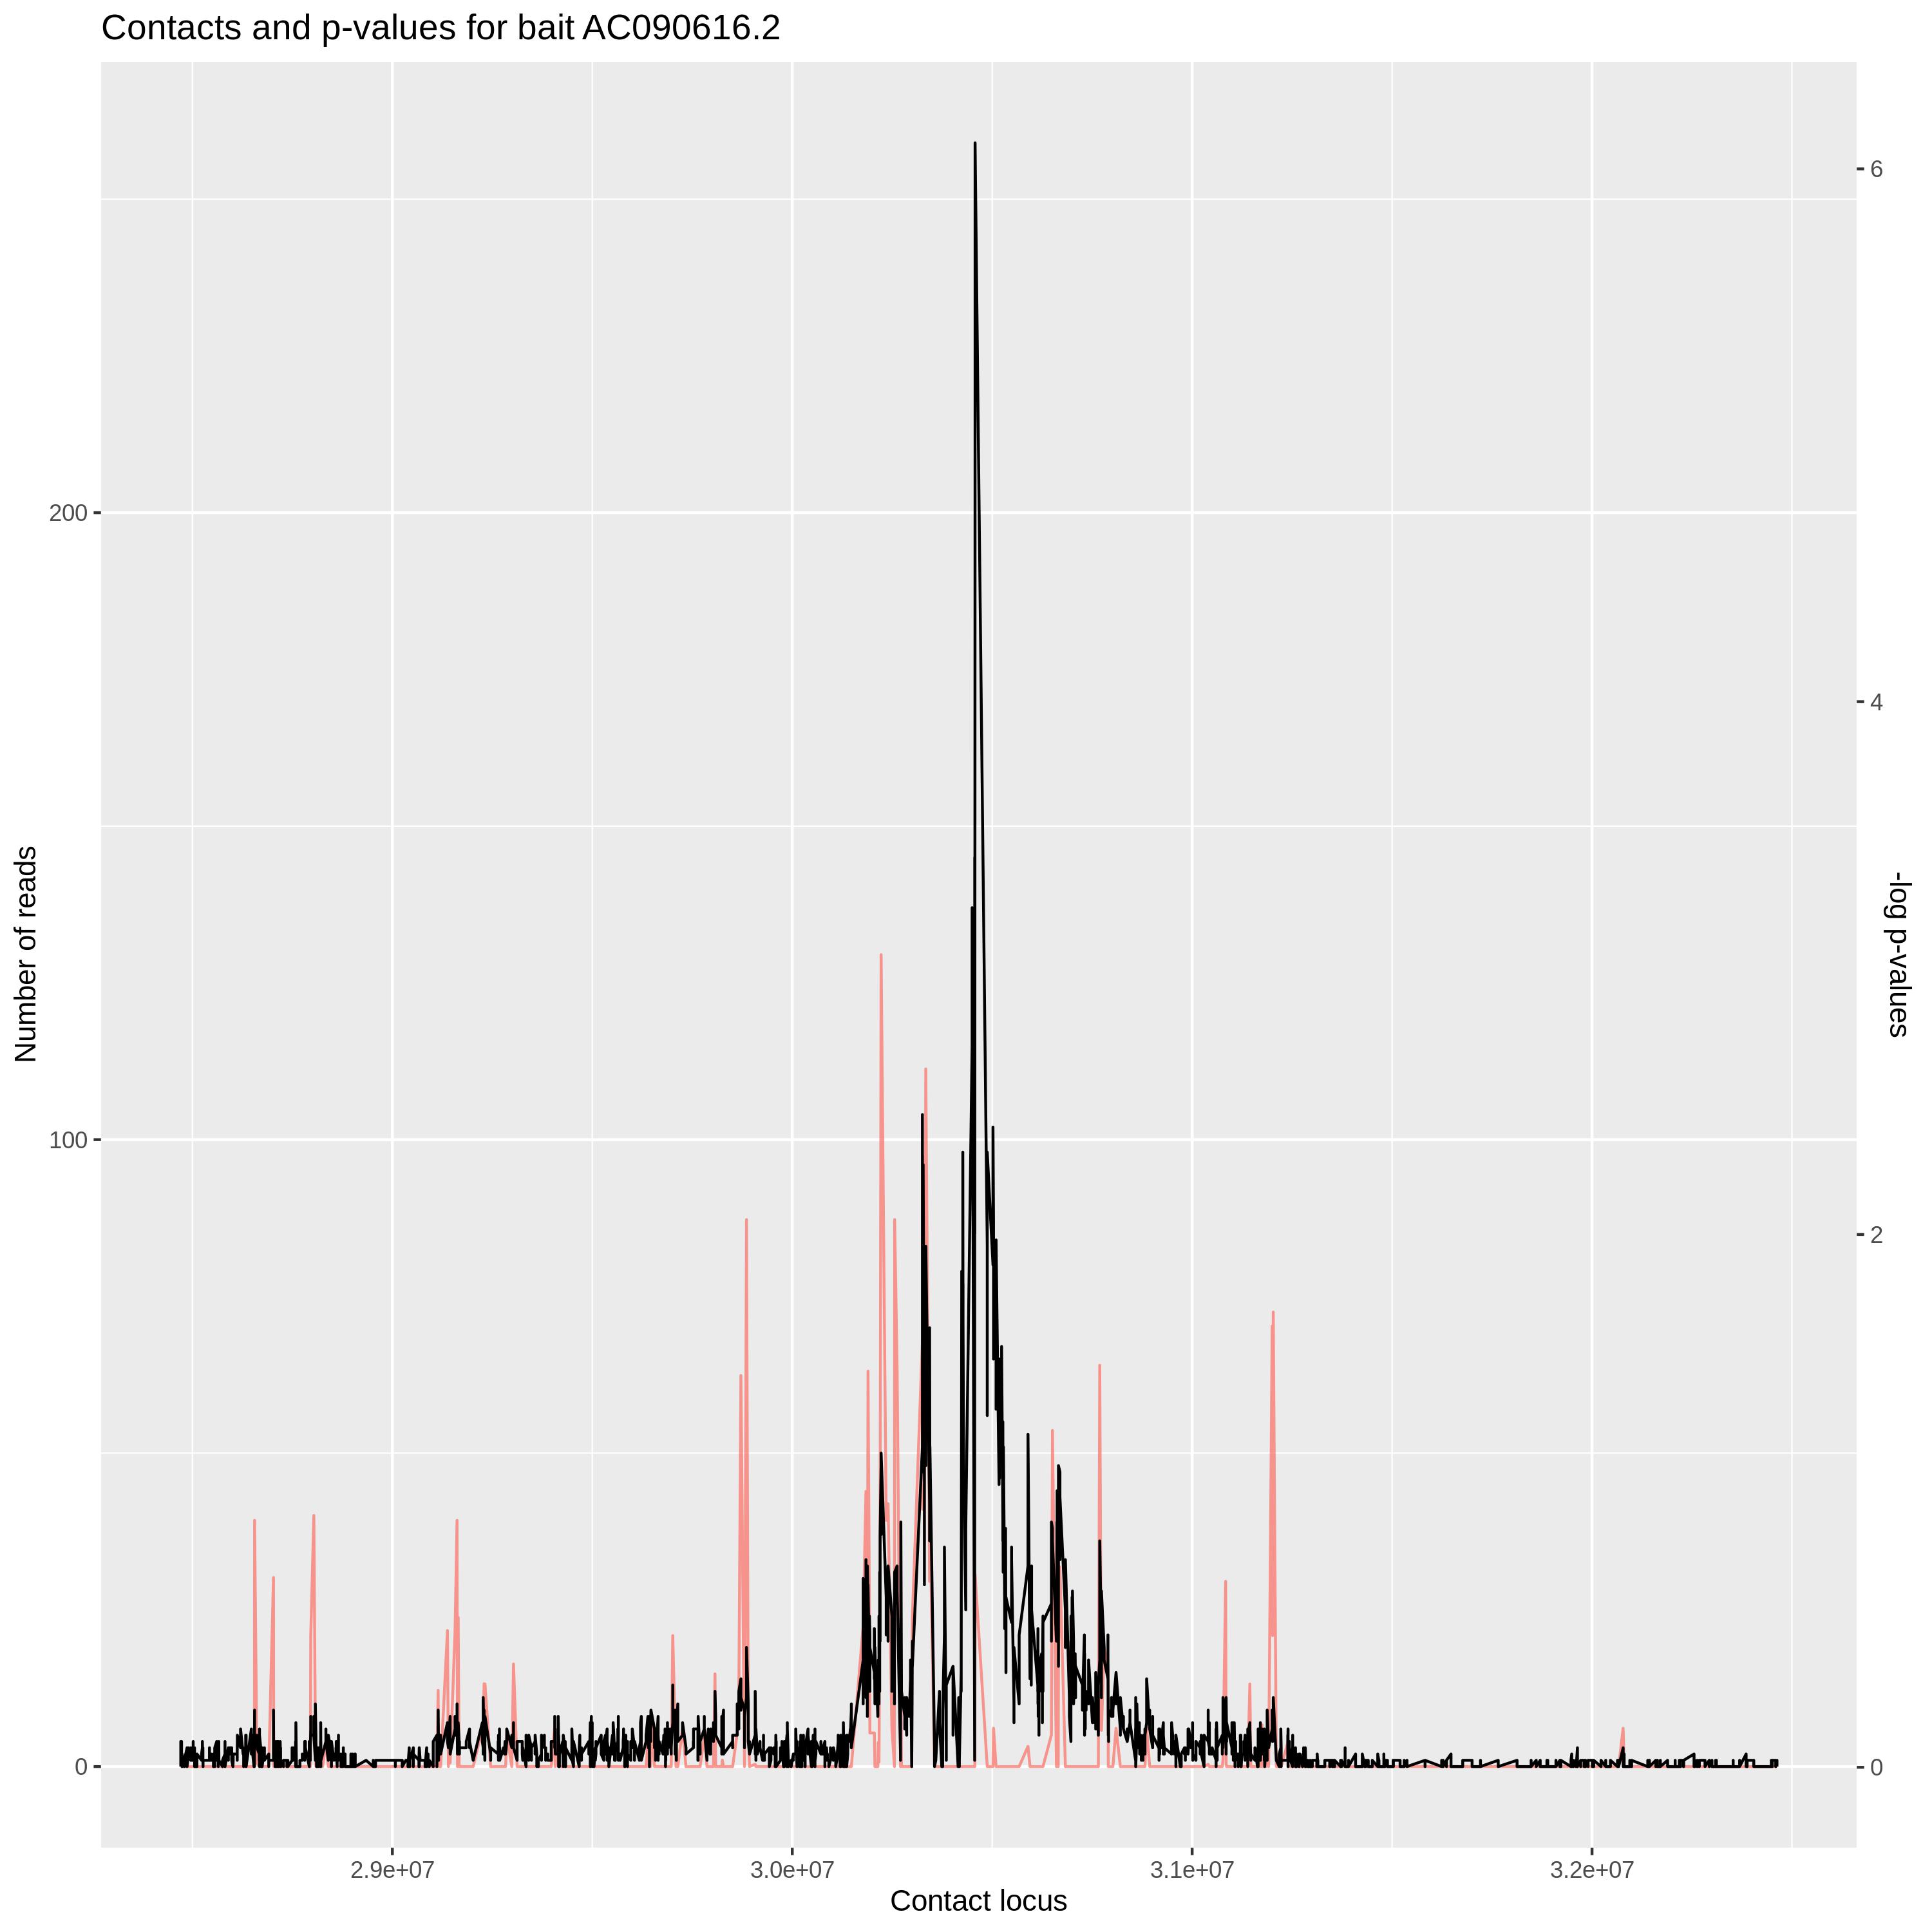 Contacts and p-values for bait AC090616.2
Number of reads
200
100
0
6
4
2
0
-log p-values
2.9e+07 3.0e+07 3.1e+07 3.2e+07
Contact locus